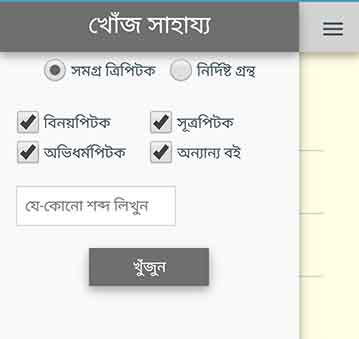 খোঁজ সাহায্য
সমগ্র ত্রিপিটক নির্দিষ্ট গ্রন্থ
বিনয়পিটক সূত্রপিটক
অভিধর্মপিটক অন্যান্য বই
যে-কোনো শব্দ লিখুন
খুঁজুন